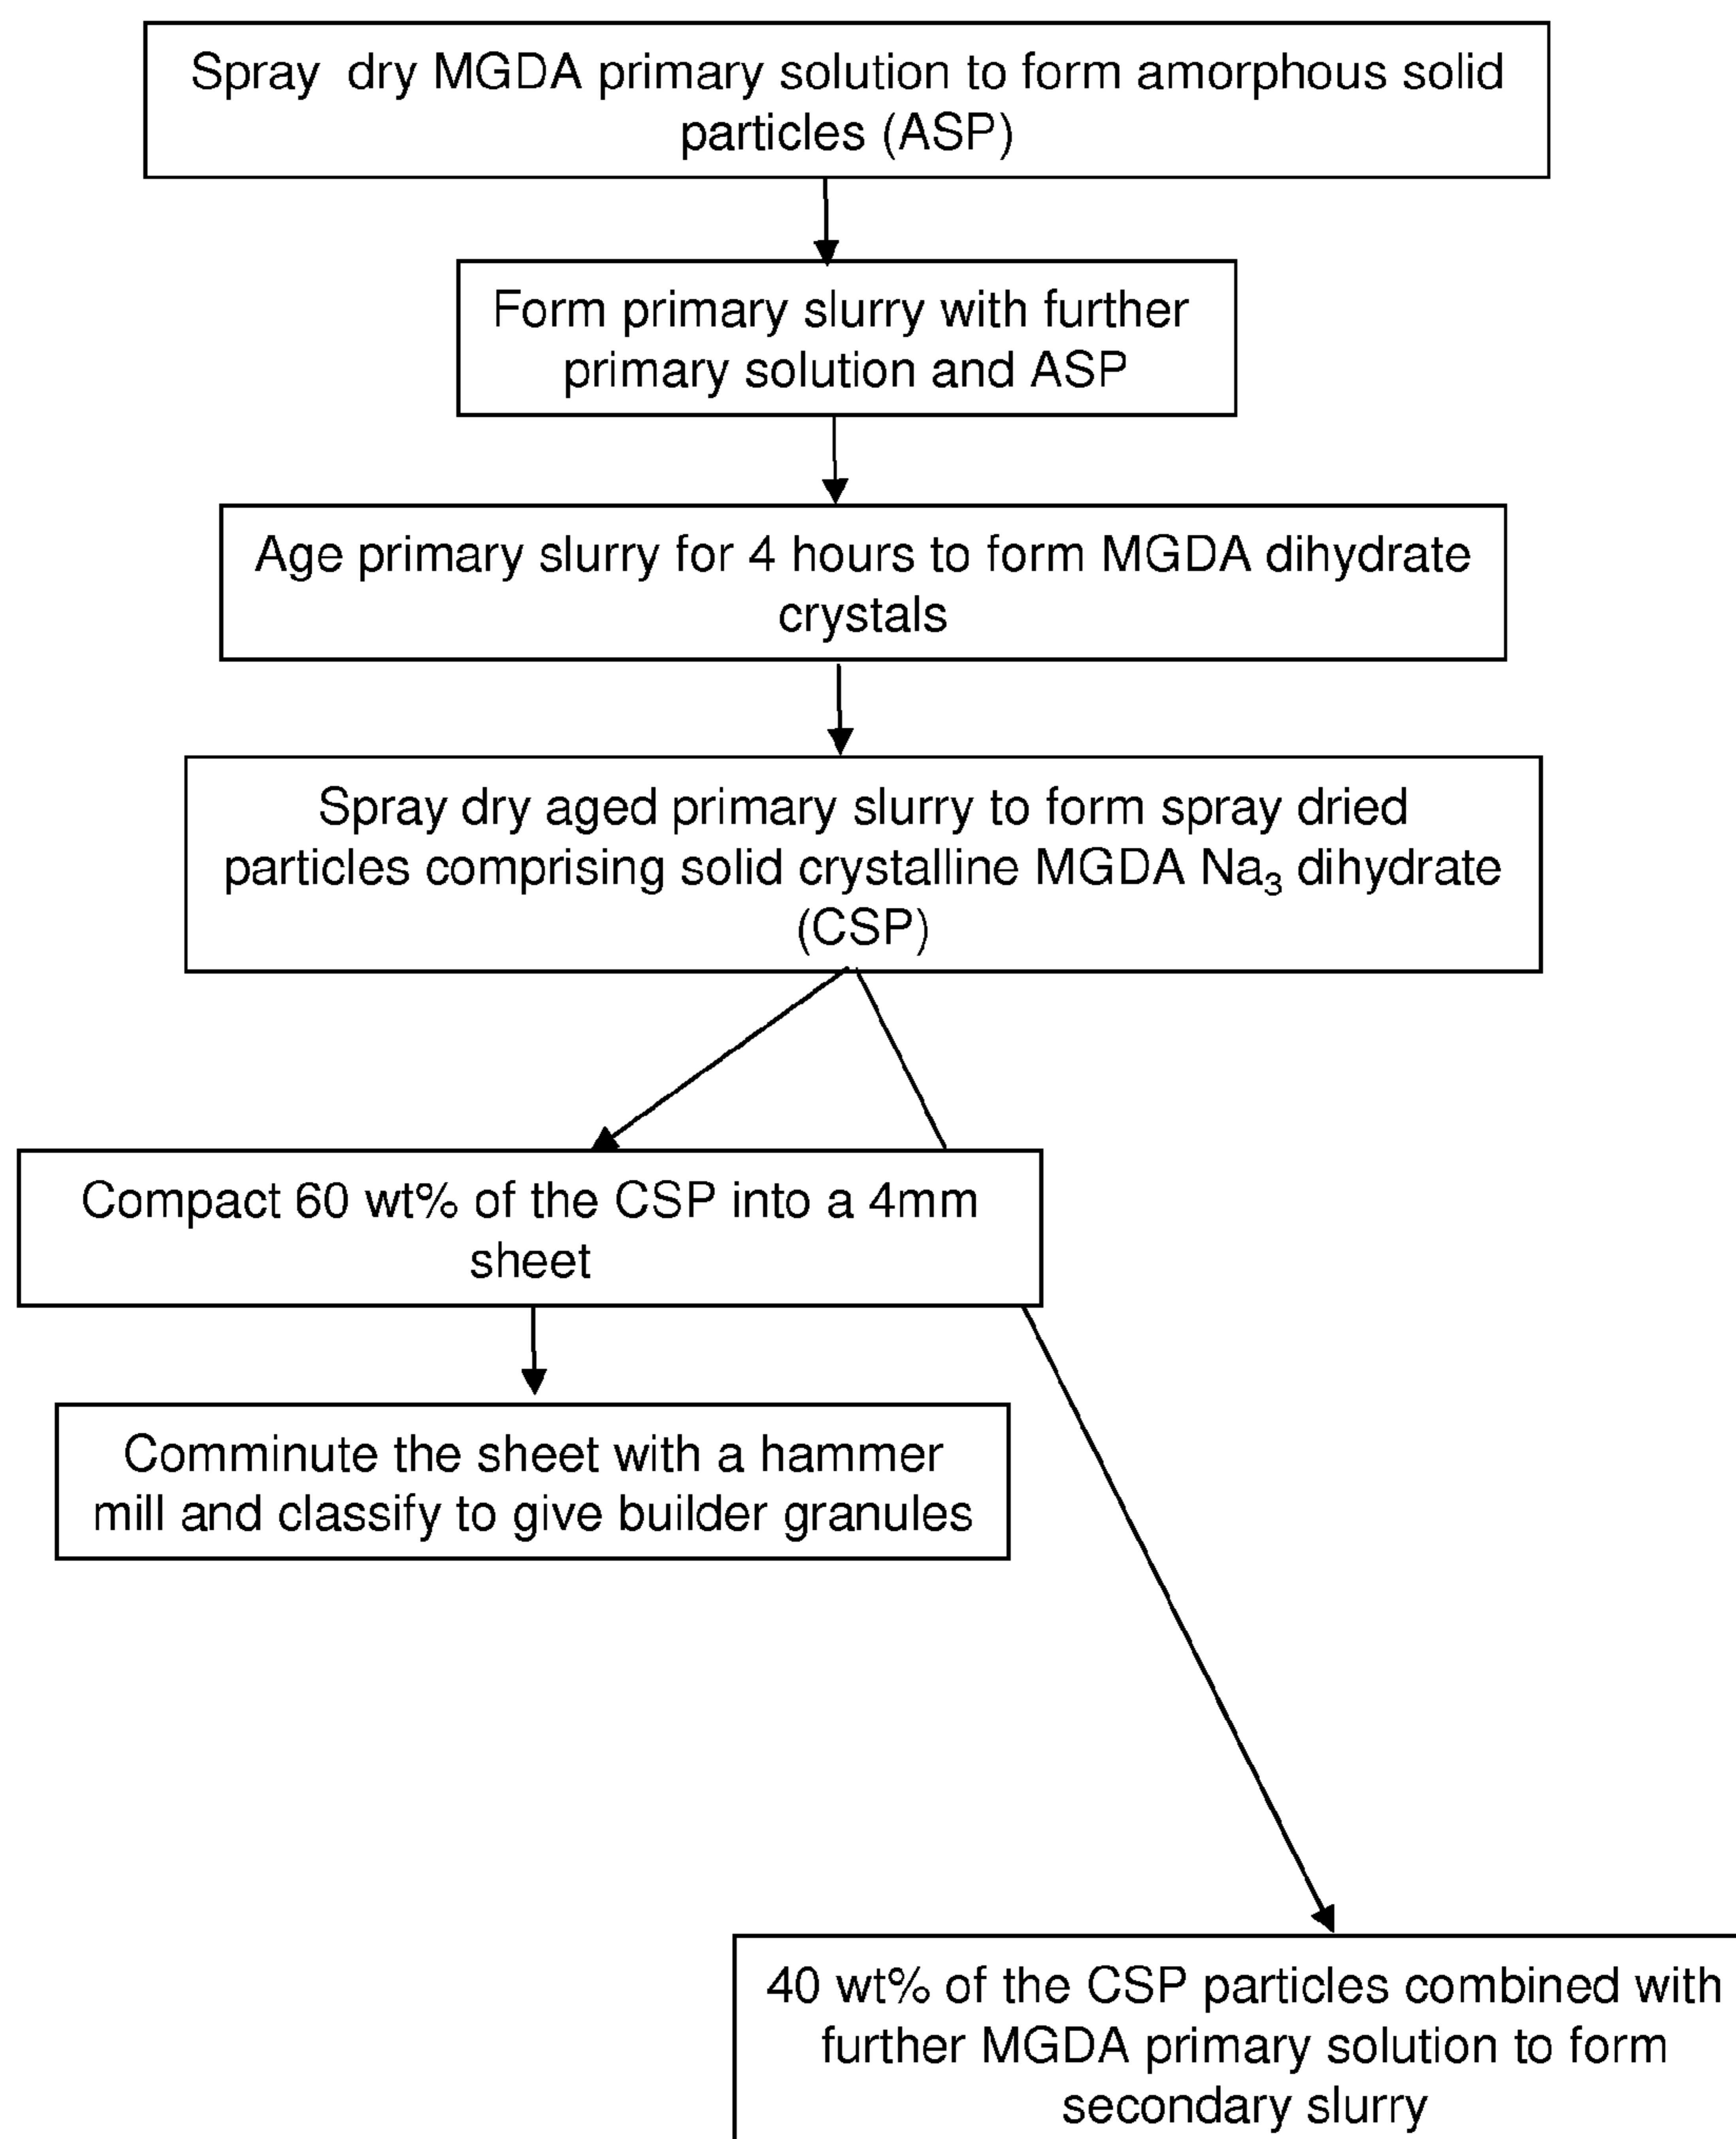 Spray dry MGDA primary solution to form amorphous solid
particles (ASP)
Form primary slurry with further
primary solution and ASP
Age primary slurry for 4 hours to form MGDA dihydrate
crystals
Spray dry aged primary slurry to form spray dried
particles comprising solid crystalline MGDA Na₃ dihydrate
(CSP)
Compact 60 wt% of the CSP into a 4mm
sheet
Comminute the sheet with a hammer
mill and classify to give builder granules
40 wt% of the CSP particles combined with
further MGDA primary solution to form
secondary slurry